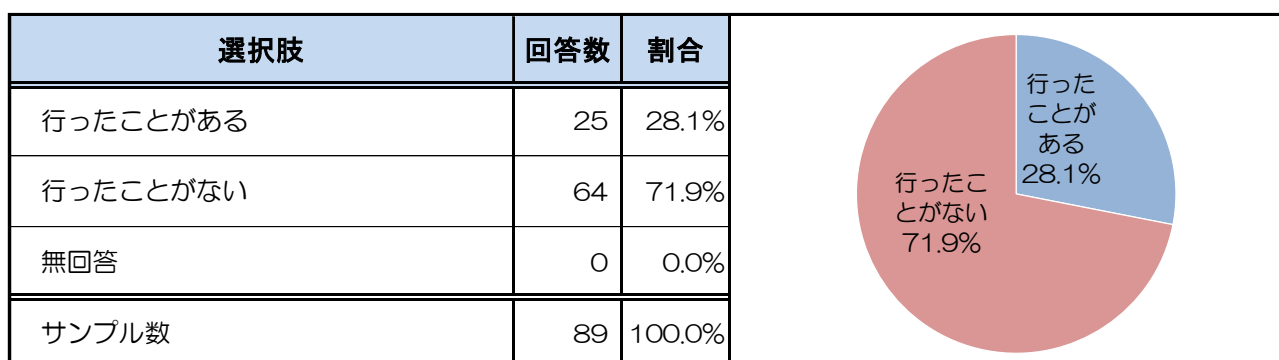 選択肢 回答数 割合
行ったことがある 25 28.1%
行ったことがない 64 71.9%
無回答 0 0.0%
サンプル数 89 100.0%
行った
ことが
ある
28.1%
行ったこ
とがない
71.9%